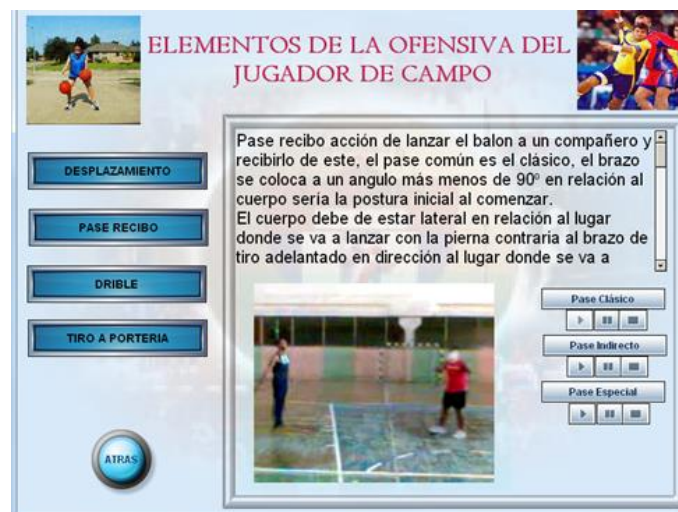 ELEMENTOS DE LA OFENSIVA DEL
JUGADOR DE CAMPO
DESPLAZAMIENTO
PASE RECIBO
DRIBLE
TIRO A PORTERIA
ATRAS
Pase recibo acción de lanzar el balon a un compañero y
recibirlo de este, el pase común es el clásico, el brazo
se coloca a un angulo más menos de 90º en relación al
cuerpo sería la postura inicial al comenzar.
El cuerpo debe de estar lateral en relación al lugar
donde se va a lanzar con la pierna contraria al brazo de
tiro adelantado en dirección al lugar donde se va a
Pase Clásico
Pase Indirecto
Pase Especial